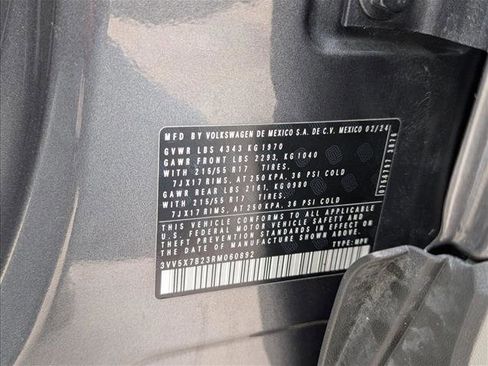 MFD BY VOLKSWAGEN DE MEXICO S.A. DE C.V. MEXICO 02/24
GVWR LBS 4343 KG 1970
GAWR FRONT LBS 2293, KG 1040
WITH 215/55 R17 TIRES.
7JX17 RIMS, AT 250 KPA, 36 PSI COLD
GAWR REAR LBS 2161, KG 0980
WITH 215/55 R17 TIRES.
7JX17 RIMS, AT 250 KPA, 36 PSI COLD
THIS VEHICLE CONFORMS TO ALL APPLICABLE
U.S. FEDERAL MOTOR VEHICLE SAFETY AND
THEFT PREVENTION STANDARDS IN EFFECT ON THE
DATE OF MANUFACTURE SHOWN ABOVE
3VV5X7B23RM060892 TYPE: MPV